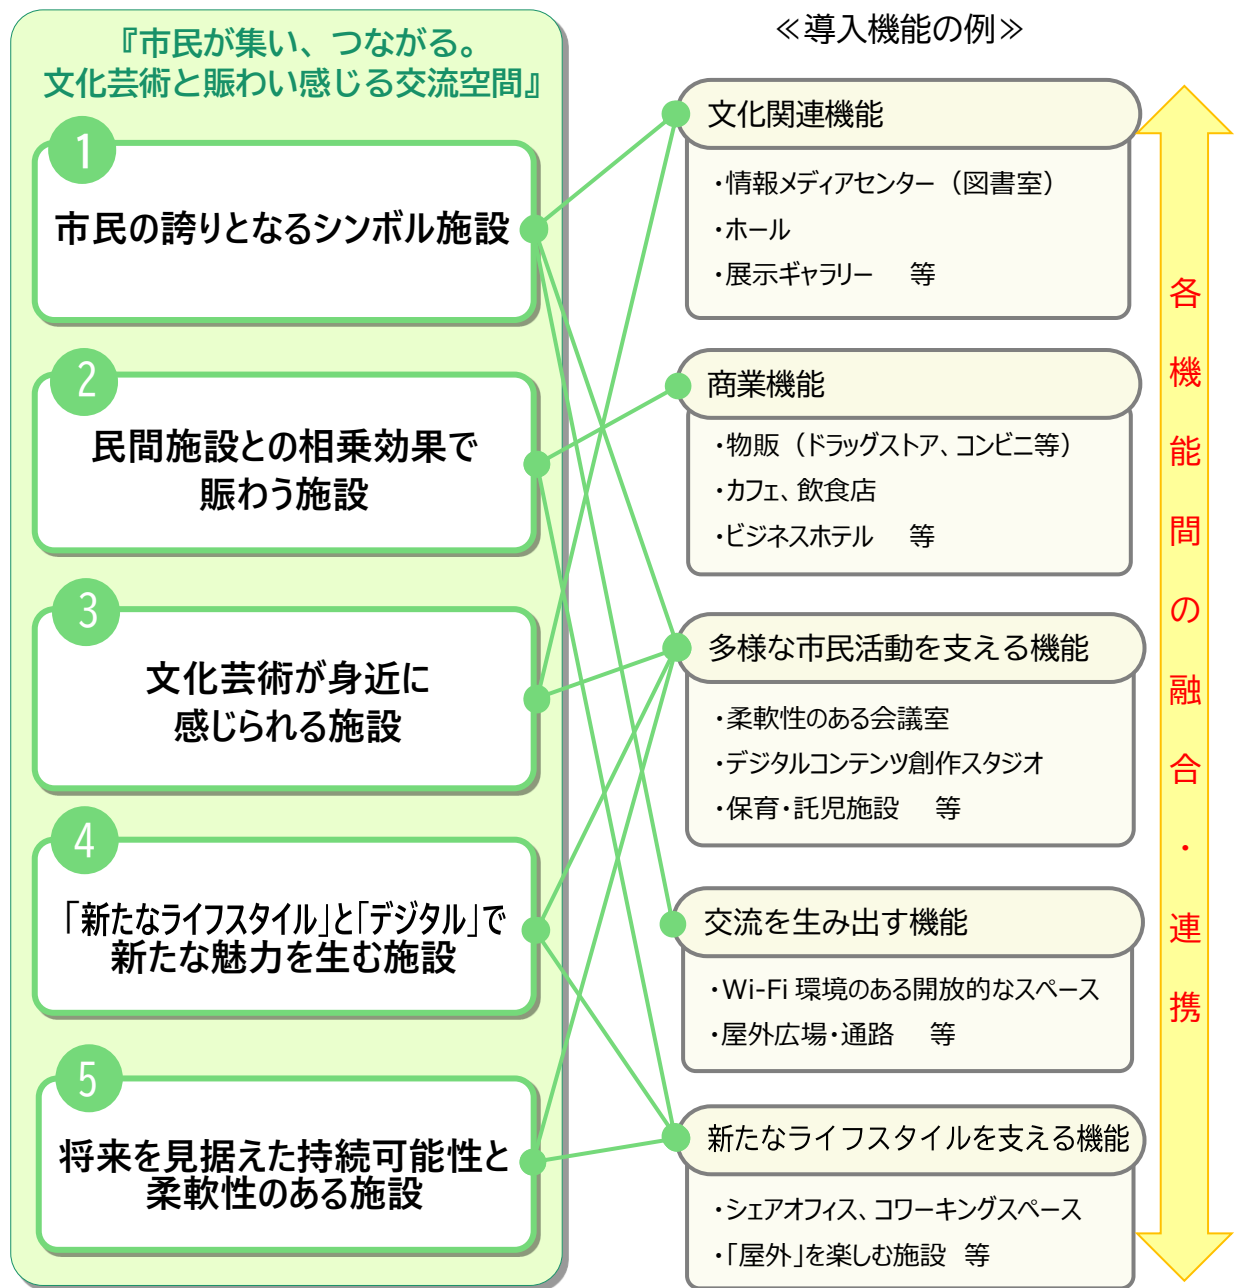 『市民が集い、つながる。
文化芸術と賑わい感じる交流空間』
1
市民の誇りとなるシンボル施設
2
民間施設との相乗効果で
賑わう施設
3
文化芸術が身近に
感じられる施設
4
「新たなライフスタイル」と「デジタル」で
新たな魅力を生む施設
5
将来を見据えた持続可能性と
柔軟性のある施設
≪導入機能の例≫
文化関連機能
・情報メディアセンター（図書室）
・ホール
・展示ギャラリー　等
商業機能
・物販（ドラッグストア、コンビニ等）
・カフェ、飲食店
・ビジネスホテル　等
多様な市民活動を支える機能
・柔軟性のある会議室
・デジタルコンテンツ創作スタジオ
・保育・託児施設　等
交流を生み出す機能
・Wi-Fi 環境のある開放的なスペース
・屋外広場・通路　等
新たなライフスタイルを支える機能
・シェアオフィス、コワーキングスペース
・「屋外」を楽しむ施設　等
各機能間の融合・連携